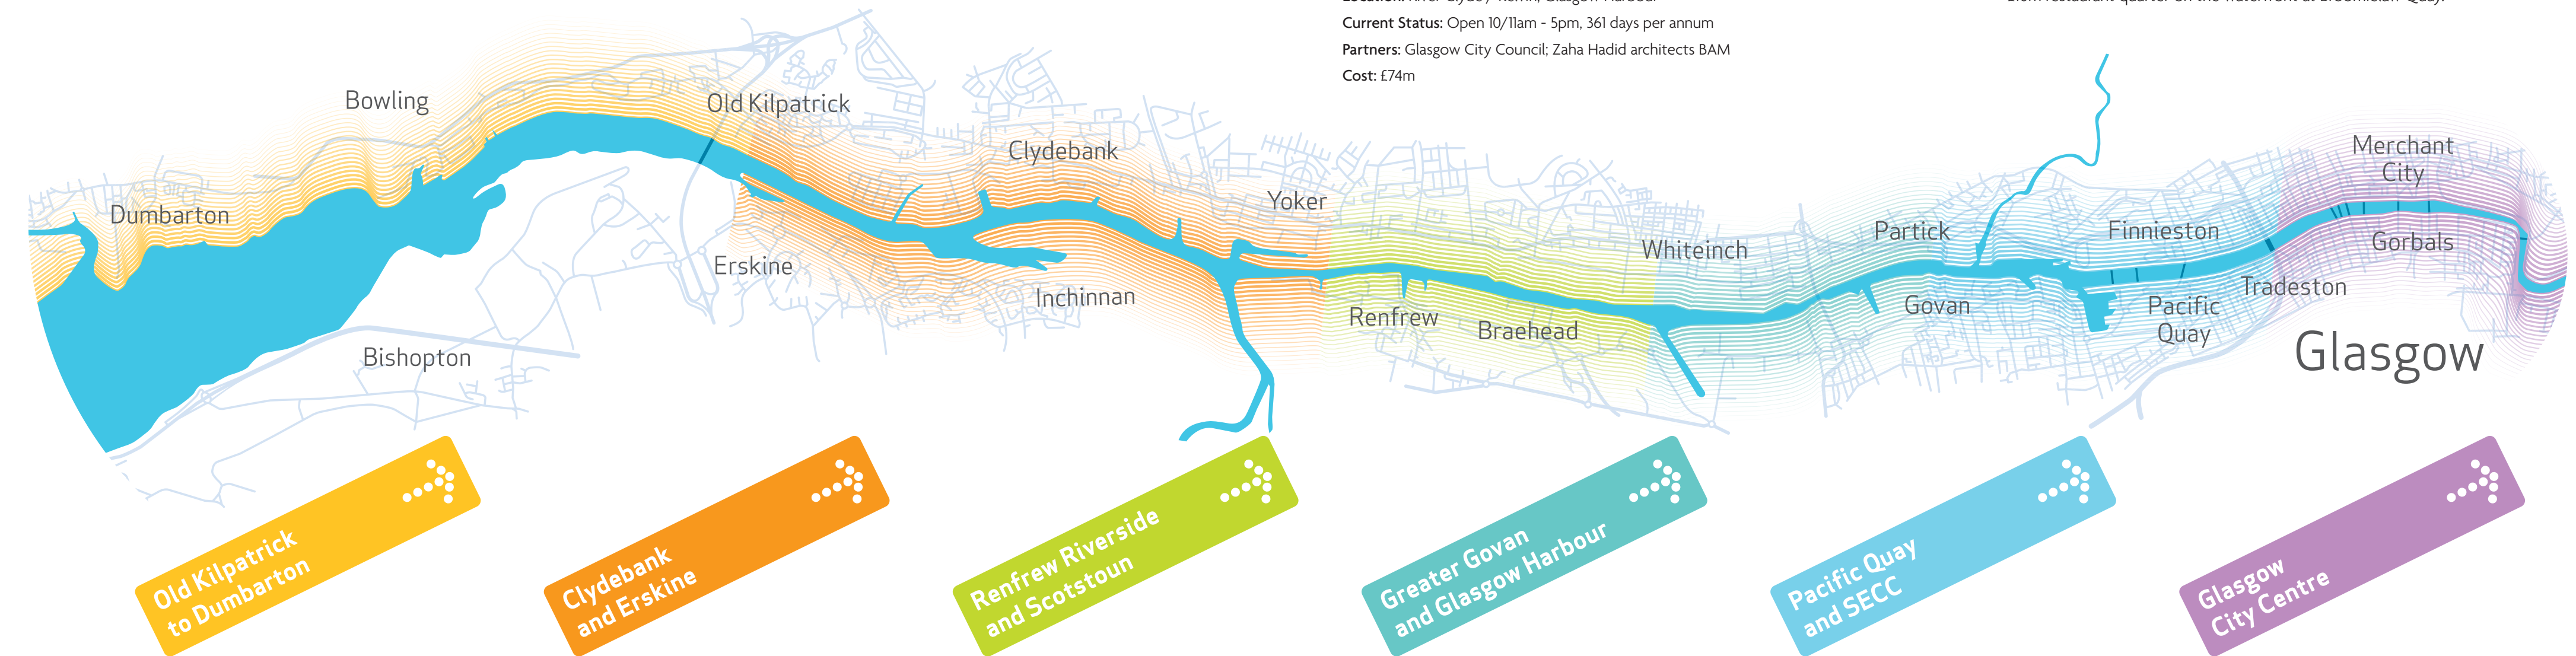 Current Status: Open 10/11am - 5pm, 361 days per annum
Partners: Glasgow City Council; Zaha Hadid architects BAM
Cost: £74m
Bowling
Old Kilpatrick
Dumbarton
Clydebank
Yoker
Erskine
Inchinnan
Bishopton
Whiteinch
Renfrew
Braehead
Partick
Govan
Finnieston
Pacific
Quay
Tradeston
Merchant
City
Gorbals
Glasgow
Old Kilpatrick
to Dumbarton
Clydebank
and Erskine
Renfrew Riverside
and Scotstoun
Greater Govan
and Glasgow Harbour
Pacific Quay
and SECC
Glasgow
City Centre